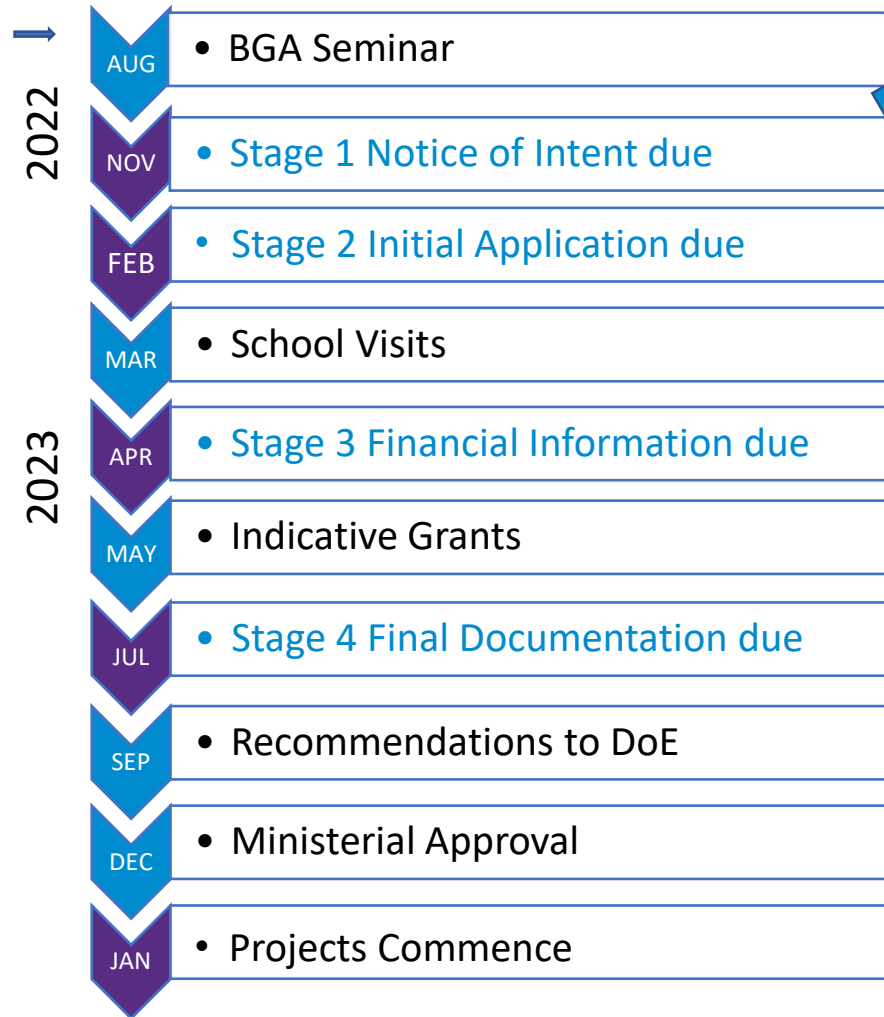 2022
AUG • BGA Seminar
NOV • Stage 1 Notice of Intent due
FEB • Stage 2 Initial Application due
MAR • School Visits
2023
APR • Stage 3 Financial Information due
MAY • Indicative Grants
JUL • Stage 4 Final Documentation due
SEP • Recommendations to DoE
DEC • Ministerial Approval
JAN • Projects Commence